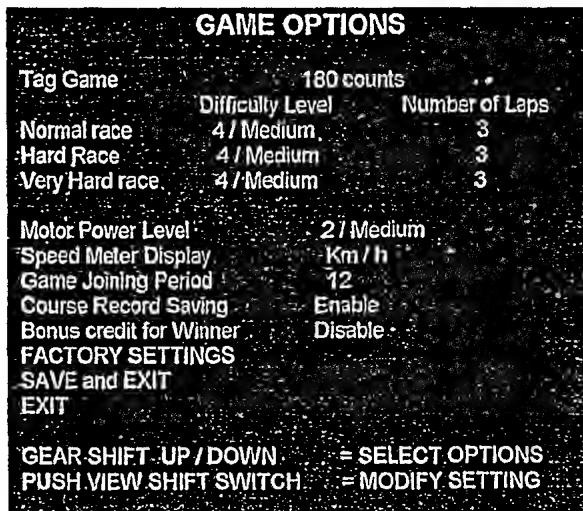 GAME OPTIONS
Tag Game 180 counts
Difficulty Level Number of Laps
Normal race 4 / Medium 3
Hard Race 4 / Medium 3
Very Hard race 4 / Medium 3
Motor Power Level 2 / Medium
Speed Meter Display Km / h
Game Joining Period 12
Course Record Saving Enable
Bonus credit for Winner Disable
FACTORY SETTINGS
SAVE and EXIT
EXIT
GEAR SHIFT UP / DOWN = SELECT OPTIONS
PUSH VIEW SHIFT SWITCH = MODIFY SETTING